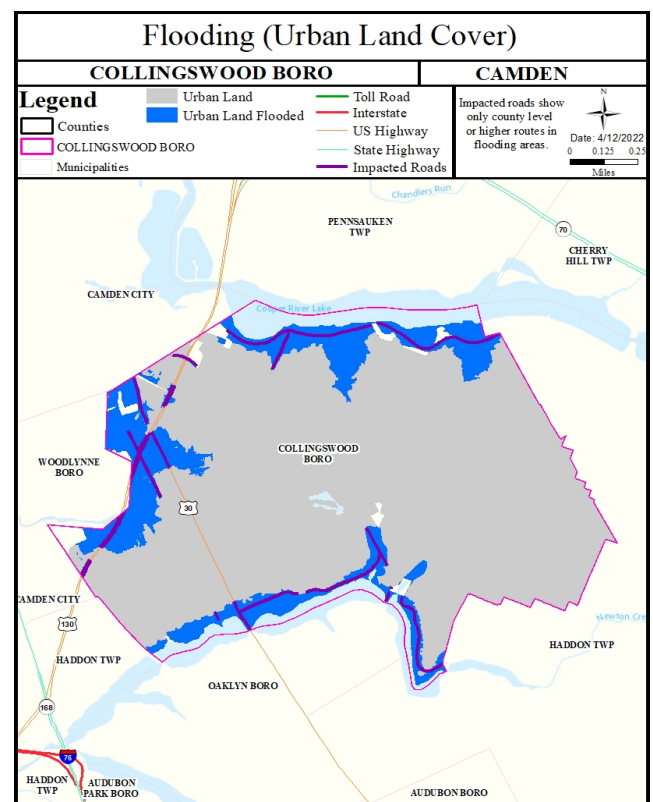 Flooding (Urban Land Cover)
COLLINGSWOOD BORO
CAMDEN
Legend
Counties
COLLINGSWOOD BORO
Municipalities
Urban Land
Urban Land Flooded
Toll Road
Interstate
US Highway
State Highway
Impacted Roads
Impacted roads show
only county level
or higher routes in
flooding areas.
N
Date: 4/12/2022
0 0.125 0.25
Miles
Chandlers Run
PENNSAUKEN
TWP
70
CHERRY
HILL TWP
CAMDEN CITY
Cooper River Lake
COLLINGSWOOD
BORO
WOODLYNNE
BORO
30
CAMDEN CITY
130
Newton Cre
HADDON TWP
HADDON TWP
OAKLYN BORO
168
76
HADDON
TWP
AUDUBON
PARK BORO
AUDUBON BORO